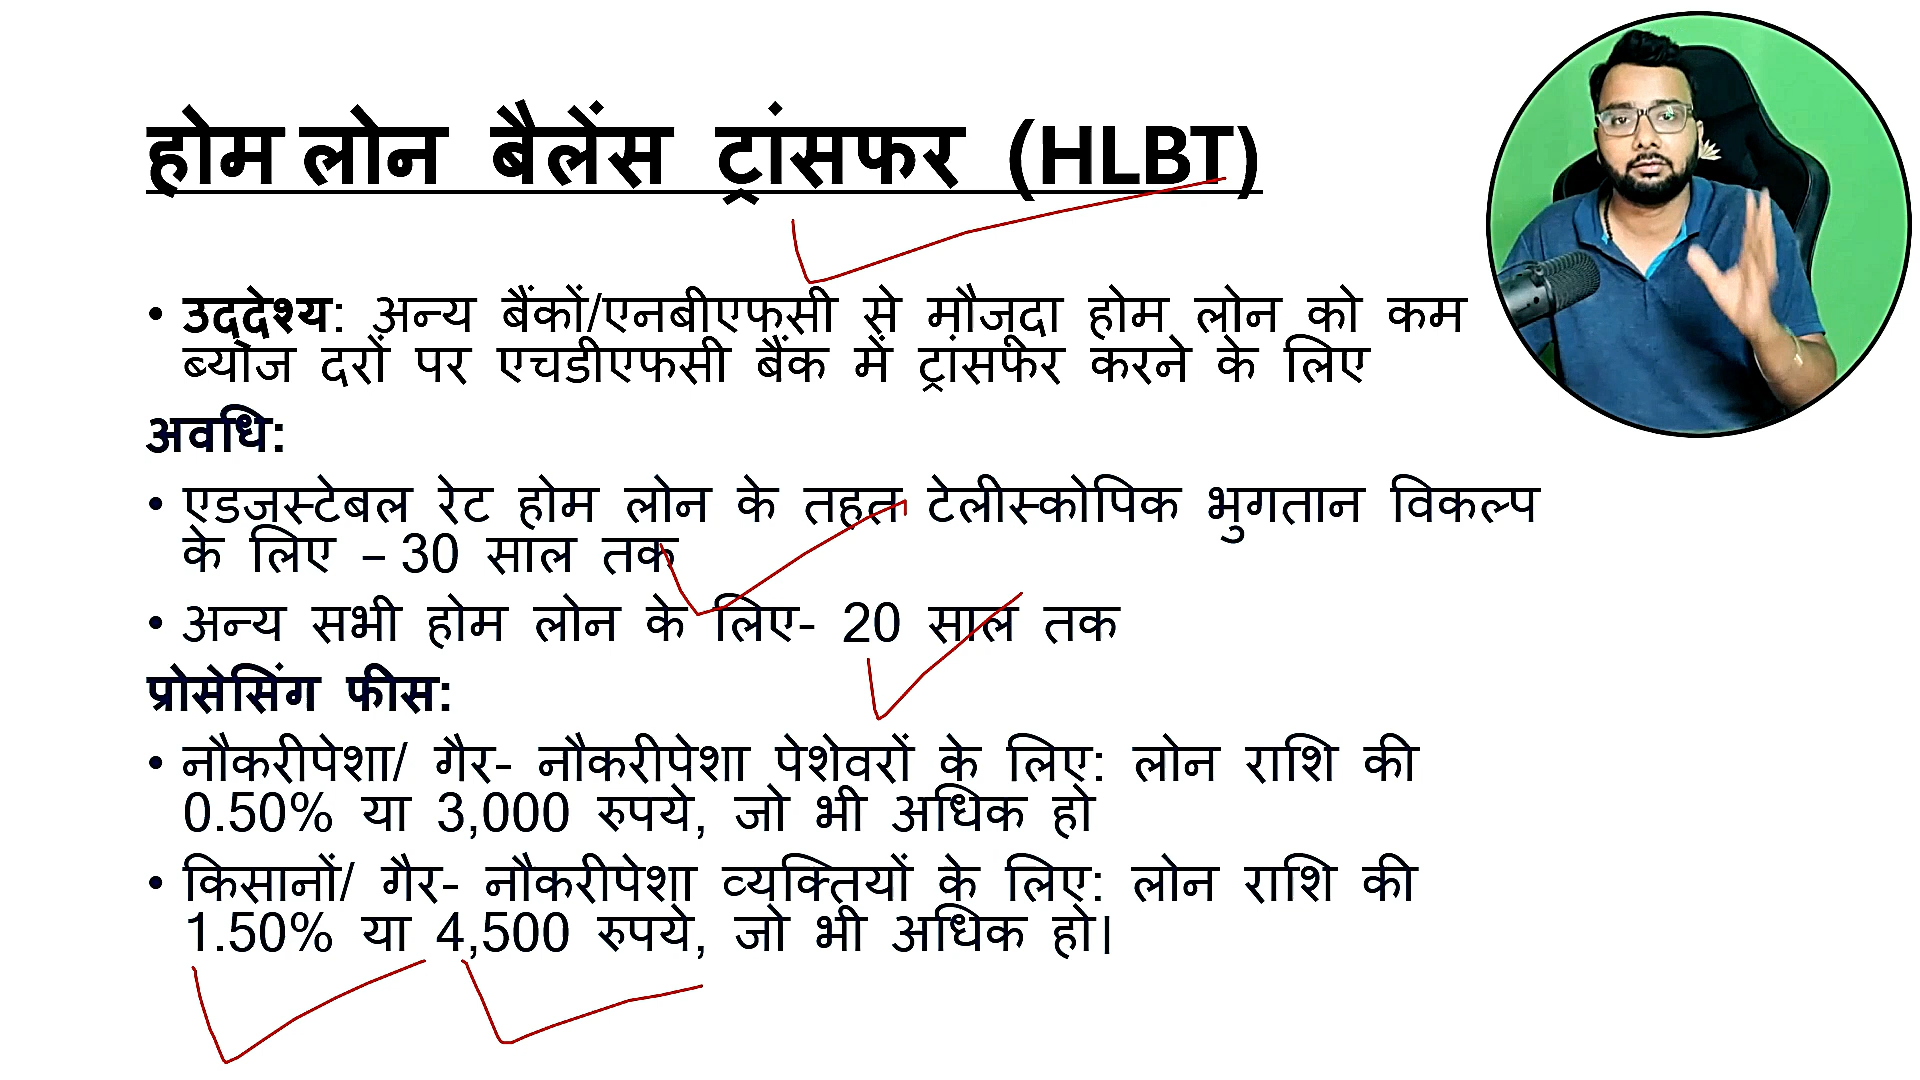 होम लोन बैलेंस ट्रांसफर (HLBT)
• उद्देश्य: अन्य बैंकों/एनबीएफसी से मौजूदा होम लोन को कम
ब्याज दरों पर एचडीएफसी बैंक में ट्रांसफर करने के लिए
अवधि:
• एडजस्टेबल रेट होम लोन के तहत टेलीस्कोपिक भुगतान विकल्प
के लिए – 30 साल तक
• अन्य सभी होम लोन के लिए- 20 साल तक
प्रोसेसिंग फीस:
• नौकरीपेशा/ गैर- नौकरीपेशा पेशेवरों के लिए: लोन राशि की
0.50% या 3,000 रुपये, जो भी अधिक हो
• किसानों/ गैर- नौकरीपेशा व्यक्तियों के लिए: लोन राशि की
1.50% या 4,500 रुपये, जो भी अधिक हो।